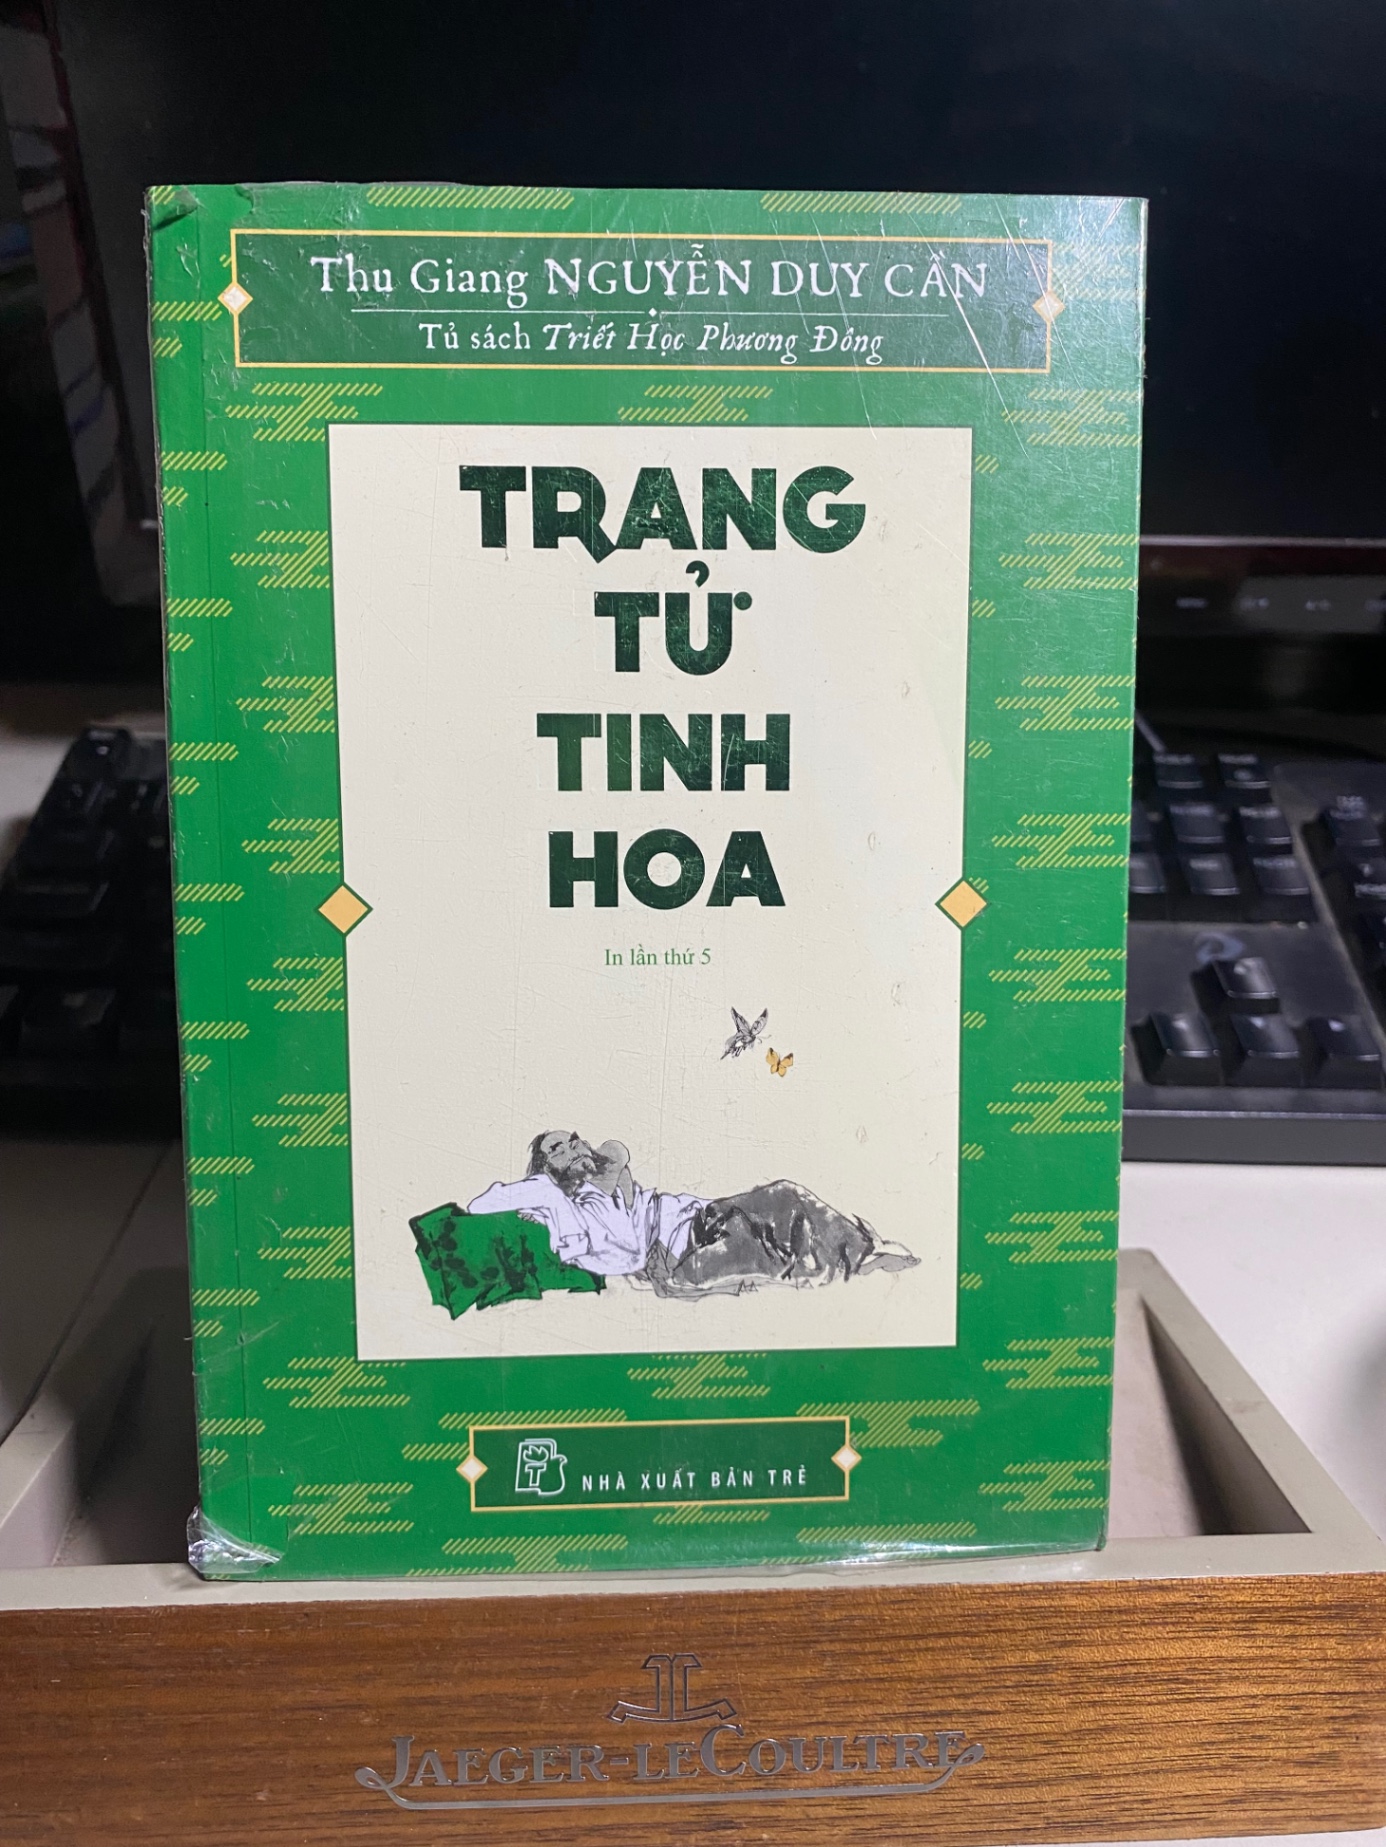 Thu Giang NGUYỄN DUY CẦN
Tủ sách Triết Học Phương Đông
TRANG
TỬ
TINH
HOA
In lần thứ 5
NHÀ XUẤT BẢN TRẺ
JAEGER-LECOULTRE